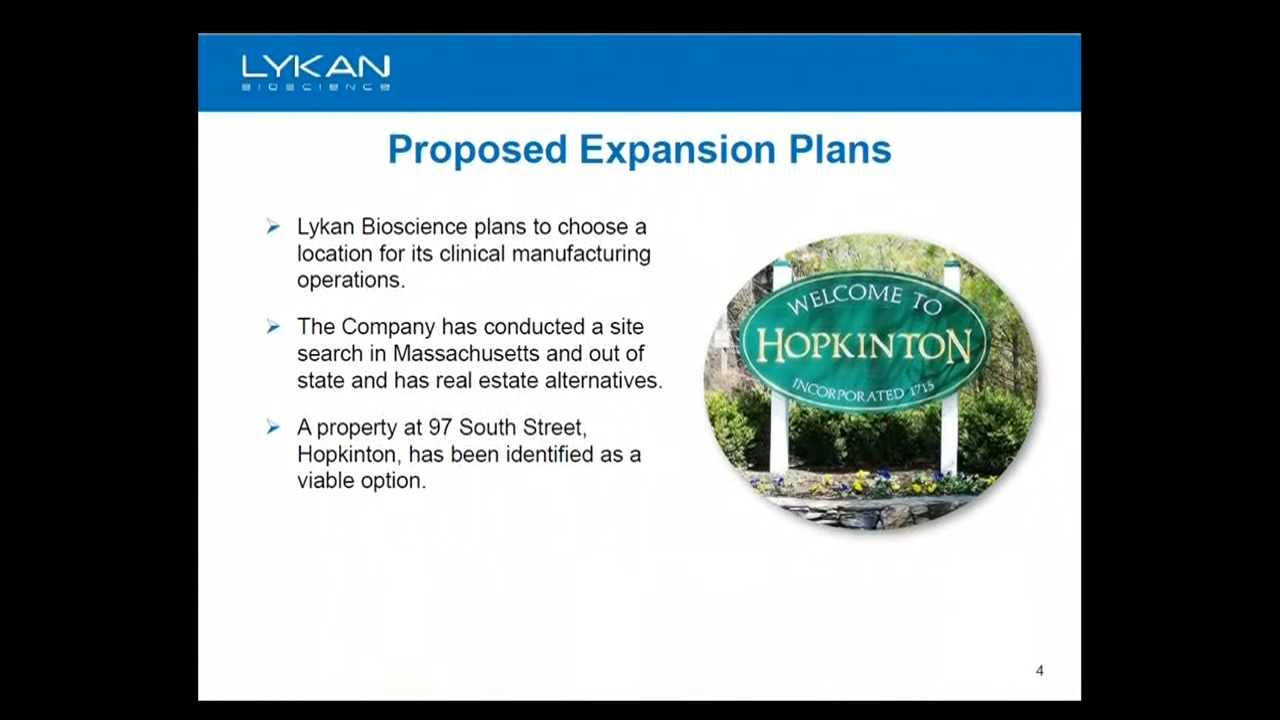 LYKAN
BIOSCIENCE
Proposed Expansion Plans
Lykan Bioscience plans to choose a
location for its clinical manufacturing
operations.
The Company has conducted a site
search in Massachusetts and out of
state and has real estate alternatives.
A property at 97 South Street,
Hopkinton, has been identified as a
viable option.
WELCOME TO
HOPKINTON
INCORPORATED 1715
4